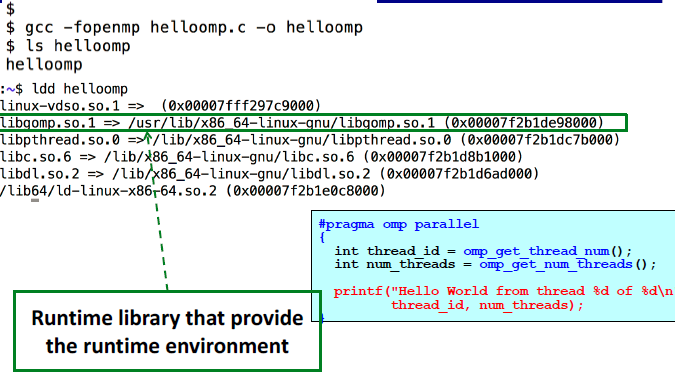 $
$ gcc -fopenmp helloomp.c -o helloomp
$ ls helloomp
helloomp
:~$ ldd helloomp
linux-vdso.so.1 =>  (0x00007fff297c9000)
libgomp.so.1 => /usr/lib/x86_64-linux-gnu/libgomp.so.1 (0x00007f2b1de98000)
libpthread.so.0 => /lib/x86_64-linux-gnu/libpthread.so.0 (0x00007f2b1dc7b000)
libc.so.6 => /lib/x86_64-linux-gnu/libc.so.6 (0x00007f2b1d8b1000)
libdl.so.2 => /lib/x86_64-linux-gnu/libdl.so.2 (0x00007f2b1d6ad000)
/lib64/ld-linux-x86-64.so.2 (0x00007f2b1e0c8000)
#pragma omp parallel
{
int thread_id = omp_get_thread_num();
int num_threads = omp_get_num_threads();
printf("Hello World from thread %d of %d\n
thread_id, num_threads);
}
Runtime library that provide
the runtime environment